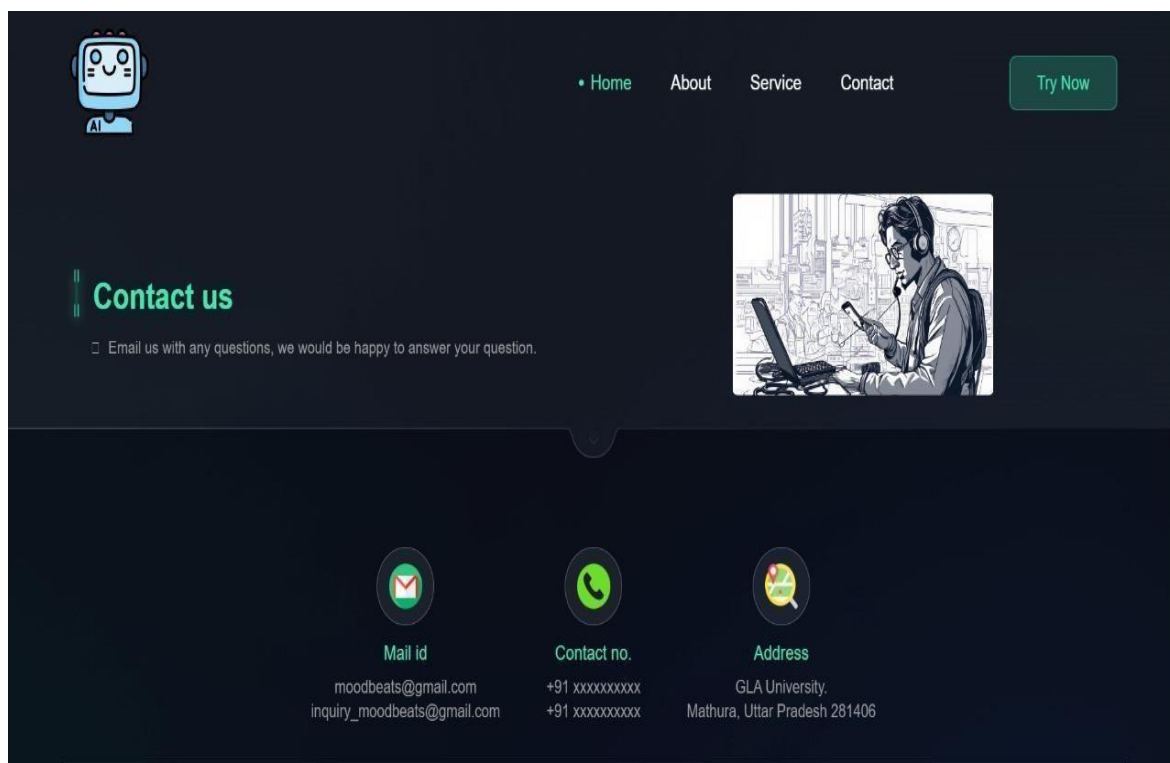 AI
• Home About Service Contact Try Now
Contact us
Email us with any questions, we would be happy to answer your question.
Mail id Contact no. Address
moodbeats@gmail.com +91 xxxxxxxxxx GLA University.
inquiry_moodbeats@gmail.com +91 xxxxxxxxxx Mathura, Uttar Pradesh 281406